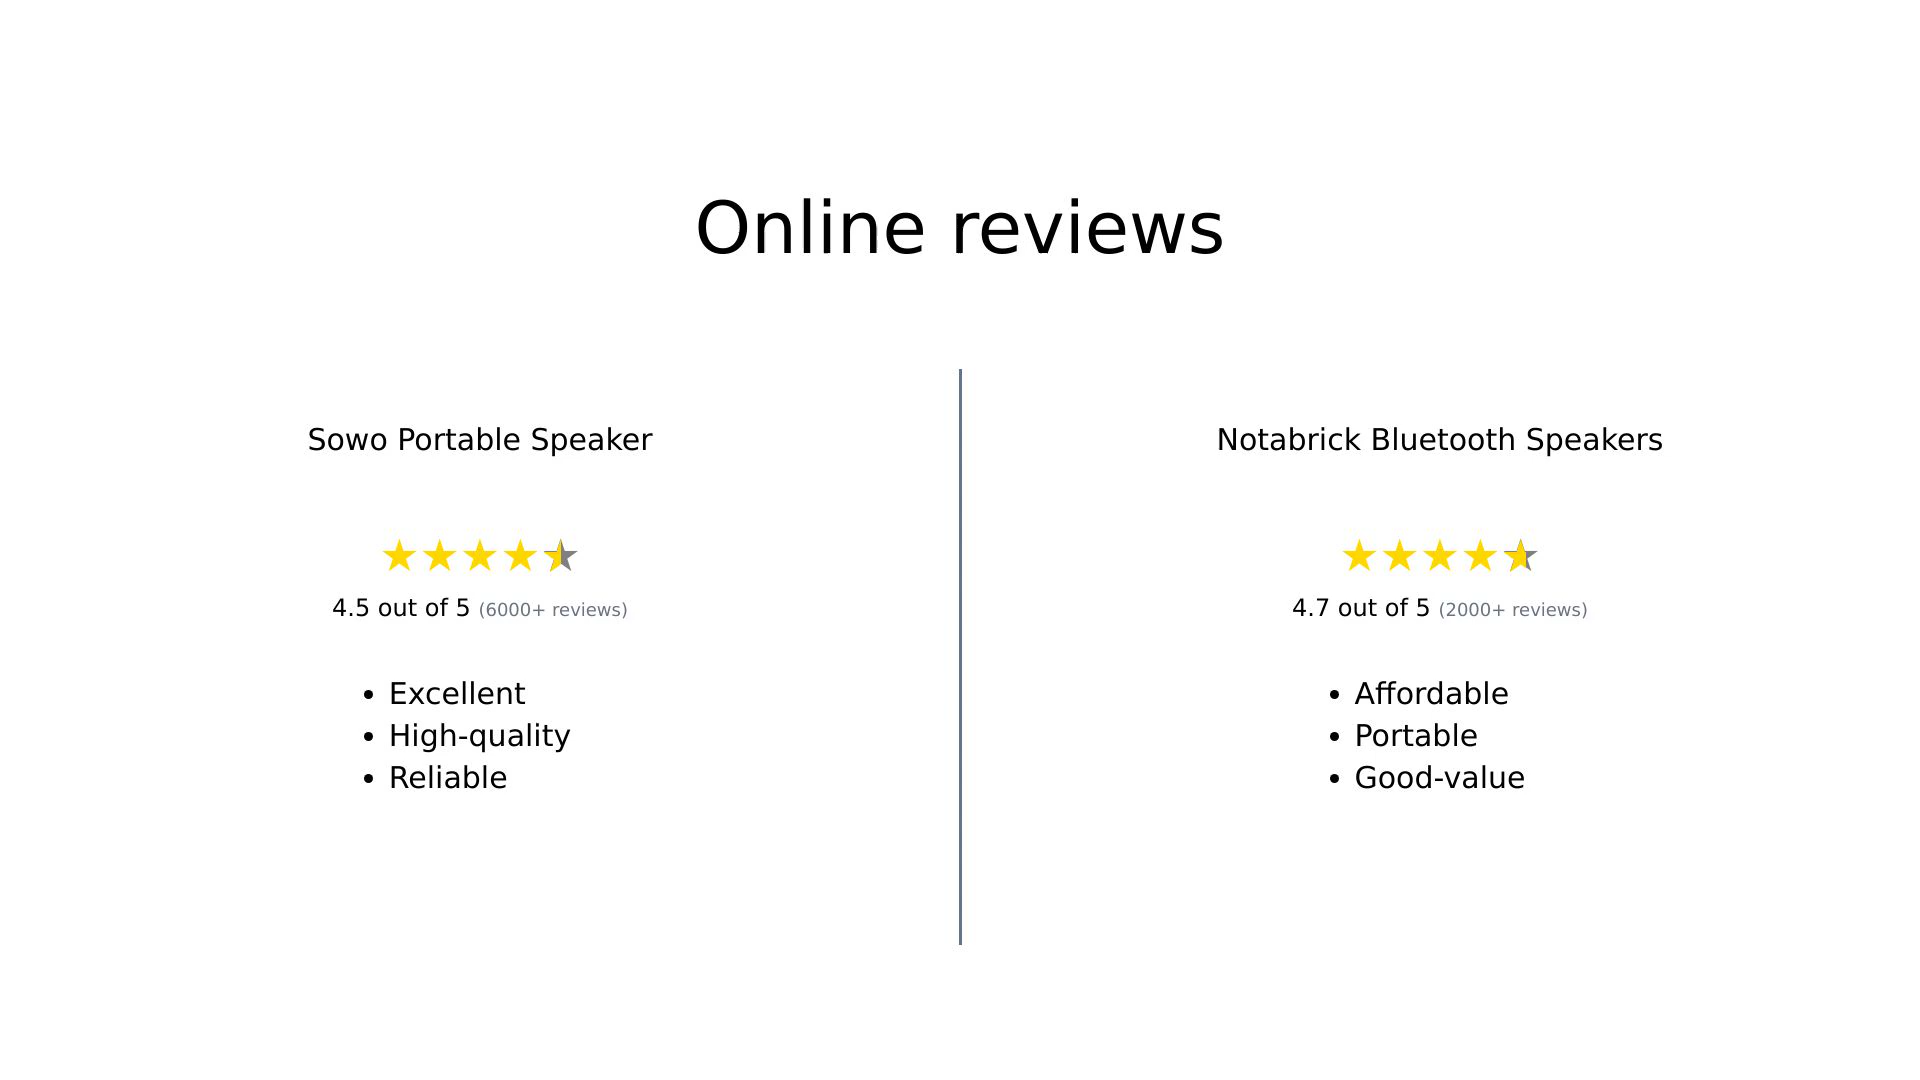 Online reviews
Sowo Portable Speaker
4.5 out of 5 (6000+ reviews)
• Excellent
• High-quality
• Reliable
Notabrick Bluetooth Speakers
4.7 out of 5 (2000+ reviews)
• Affordable
• Portable
• Good-value